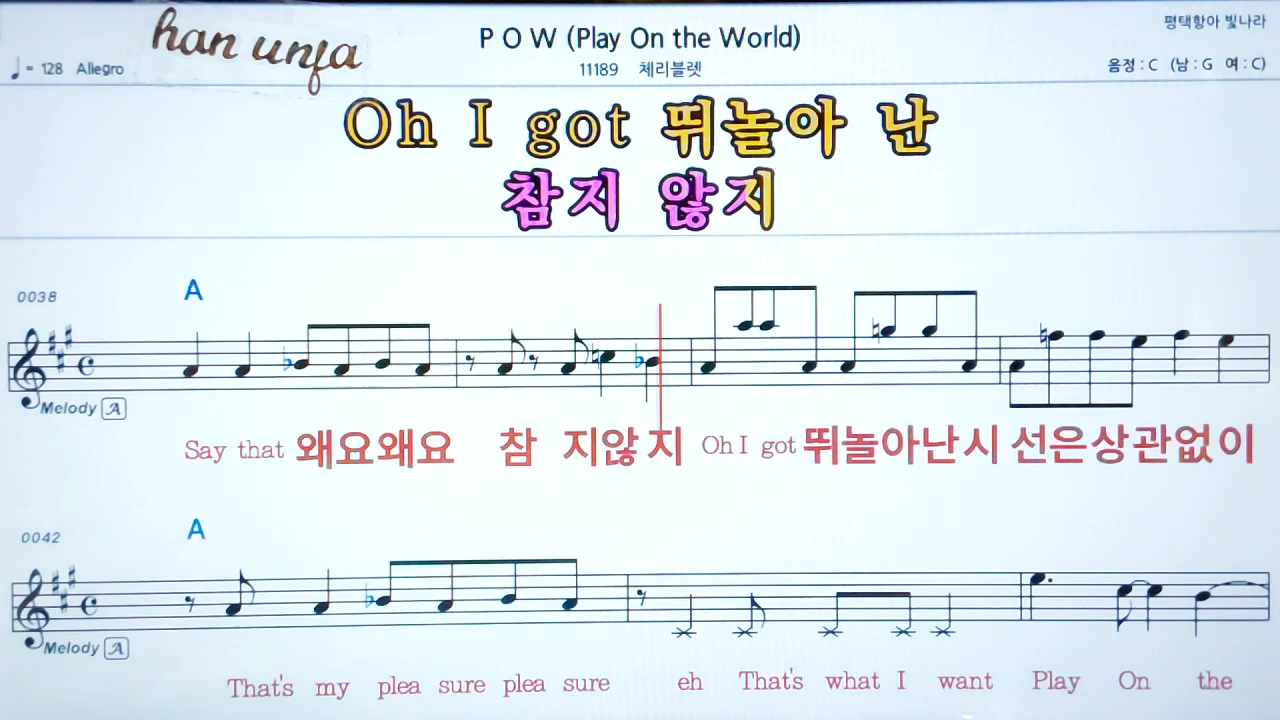 han unja
P O W (Play On the World)
평택항아 빛나라
♩= 128 Allegro
11189 체리블렛
음정 : C (남 : G 여 : C)
Oh I got 뛰놀아 난
참지 않지
0038
A
Melody A
Say that 왜요왜요 참 지않지 Oh I got 뛰놀아난시 선은상관없이
0042
A
Melody A
That's my plea sure plea sure eh That's what I want Play On the